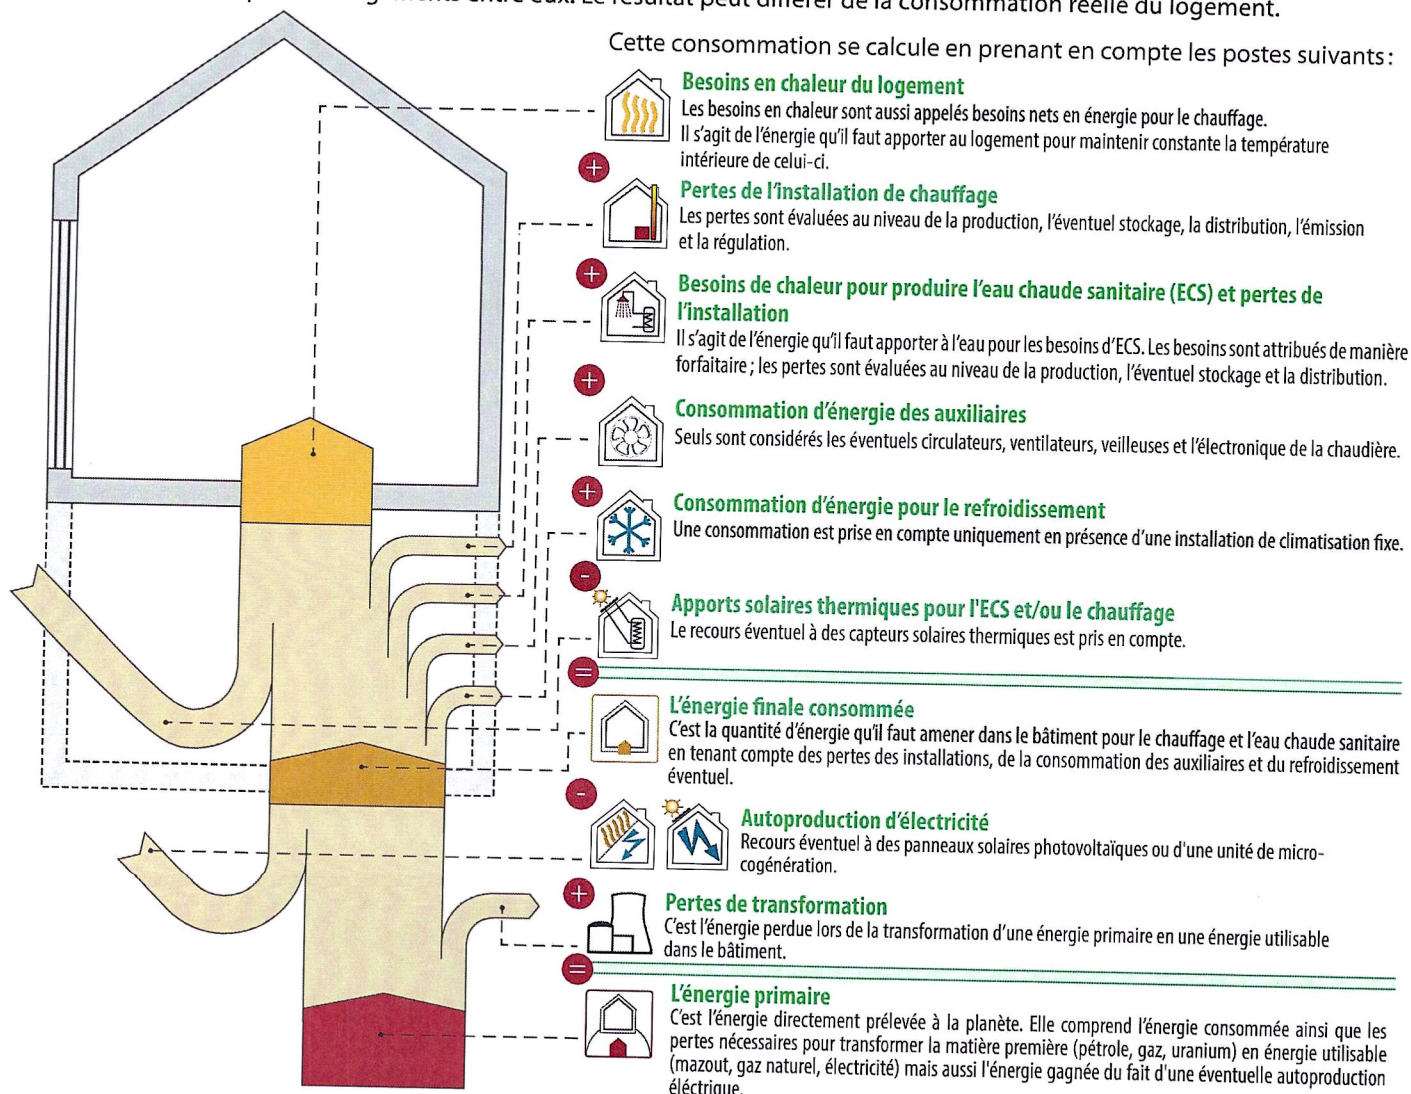 entre eux. Le résultat peut différer de la consommation réelle du logement.
Cette consommation se calcule en prenant en compte les postes suivants :
Besoins en chaleur du logement
Les besoins en chaleur sont aussi appelés besoins nets en énergie pour le chauffage.
Il s'agit de l'énergie qu'il faut apporter au logement pour maintenir constante la température
intérieure de celui-ci.
+
Pertes de l'installation de chauffage
Les pertes sont évaluées au niveau de la production, l'éventuel stockage, la distribution, l'émission
et la régulation.
+
Besoins de chaleur pour produire l'eau chaude sanitaire (ECS) et pertes de
l'installation
Il s'agit de l'énergie qu'il faut apporter à l'eau pour les besoins d'ECS. Les besoins sont attribués de manière
forfaitaire ; les pertes sont évaluées au niveau de la production, l'éventuel stockage et la distribution.
+
Consommation d'énergie des auxiliaires
Seuls sont considérés les éventuels circulateurs, ventilateurs, veilleuses et l'électronique de la chaudière.
+
Consommation d'énergie pour le refroidissement
Une consommation est prise en compte uniquement en présence d'une installation de climatisation fixe.
-
Apports solaires thermiques pour l'ECS et/ou le chauffage
Le recours éventuel à des capteurs solaires thermiques est pris en compte.
=
L'énergie finale consommée
C'est la quantité d'énergie qu'il faut amener dans le bâtiment pour le chauffage et l'eau chaude sanitaire
en tenant compte des pertes des installations, de la consommation des auxiliaires et du refroidissement
éventuel.
-
Autoproduction d'électricité
Recours éventuel à des panneaux solaires photovoltaïques ou d'une unité de micro-
cogénération.
+
Pertes de transformation
C'est l'énergie perdue lors de la transformation d'une énergie primaire en une énergie utilisable
dans le bâtiment.
=
L'énergie primaire
C'est l'énergie directement prélevée à la planète. Elle comprend l'énergie consommée ainsi que les
pertes nécessaires pour transformer la matière première (pétrole, gaz, uranium) en énergie utilisable
(mazout, gaz naturel, électricité) mais aussi l'énergie gagnée du fait d'une éventuelle autoproduction
éléctrique.